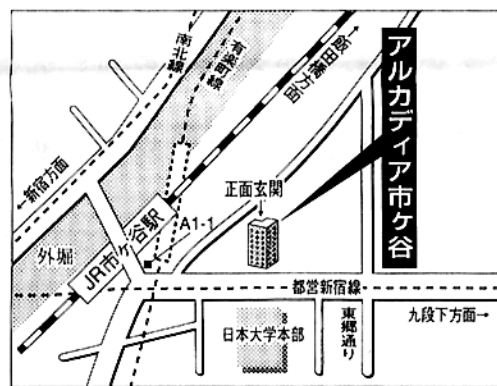 南北線
有楽町線
飯田橋方面
アルカディア市ヶ谷
←新宿方面
正面玄関
A1-1
JR市ヶ谷駅
外堀
都営新宿線
日本大学本部
東郷通り
九段下方面→